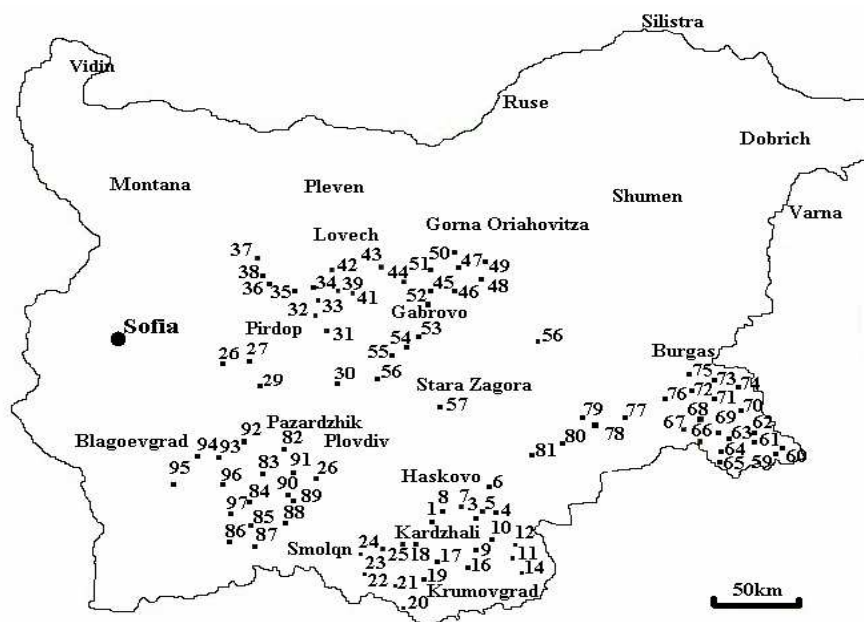 Silistra
Vidin
Ruse
Dobrich
Montana
Pleven
Shumen
Varna
Gorna Oriahovitza
Lovech
37 43 50 47 49
38 42 44 51
36 35 34 39 52 45 46 48
32 33 41
Gabrovo
Sofia Pirdop 31 54 53 56
Burgas
26 27 55
29 30 56 75 73 74
Stara Zagora 76 72 71
57 79 77 68 69 70
Pazardzhik
92 82 Plovdiv 80 78 67 66 63 62
Blagoevgrad 94 93 81 64 61
95 96 83 91 26 65 59 60
Haskovo 6
97 84 90 89 1 8 7 3 5 4
86 85 87 88 Kardzhali 10 12
Smolqn 24 25 18 17 9 11
23 16 14
22 21 19 Krumovgrad
20
50km